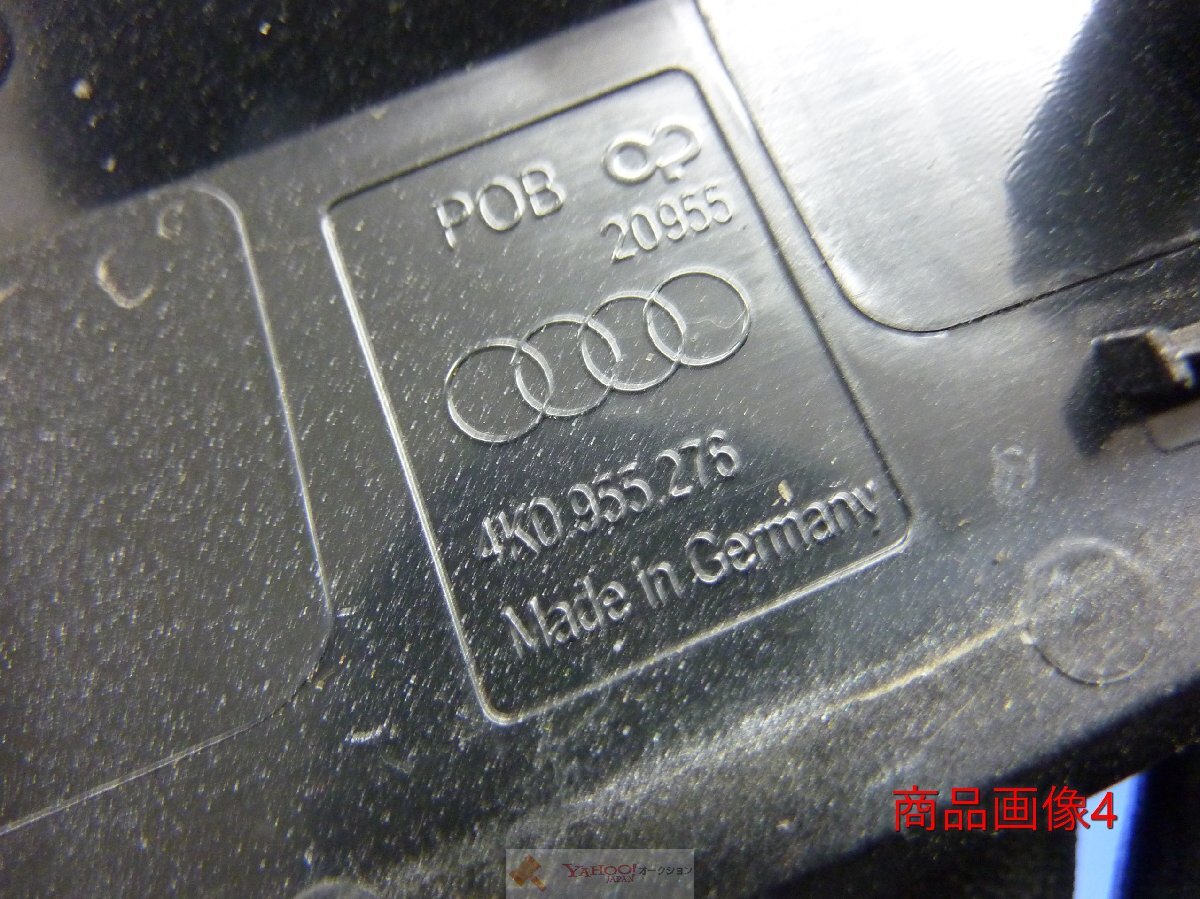 POB
20955
4K0.955.276
Made in Germany
商品画像4
YAHOO!オークション
JAPAN